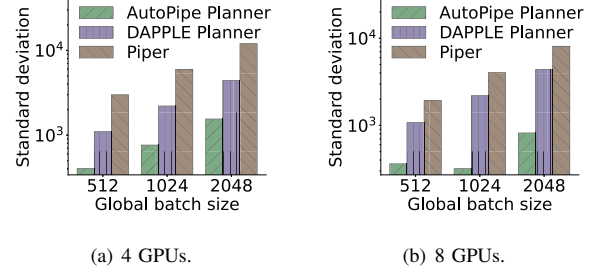 AutoPipe Planner
DAPPLE Planner
Piper
Standard deviation
10^4
10^3
512 1024 2048
Global batch size
(a) 4 GPUs.
AutoPipe Planner
DAPPLE Planner
Piper
Standard deviation
10^4
10^3
512 1024 2048
Global batch size
(b) 8 GPUs.